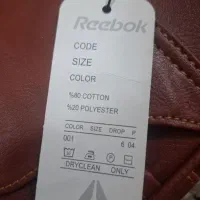 Reebok
CODE
SIZE
COLOR
%80 COTTON
%20 POLYESTER
COLOR SIZE DROP P
001 6 04
DRYCLEAN ONLY